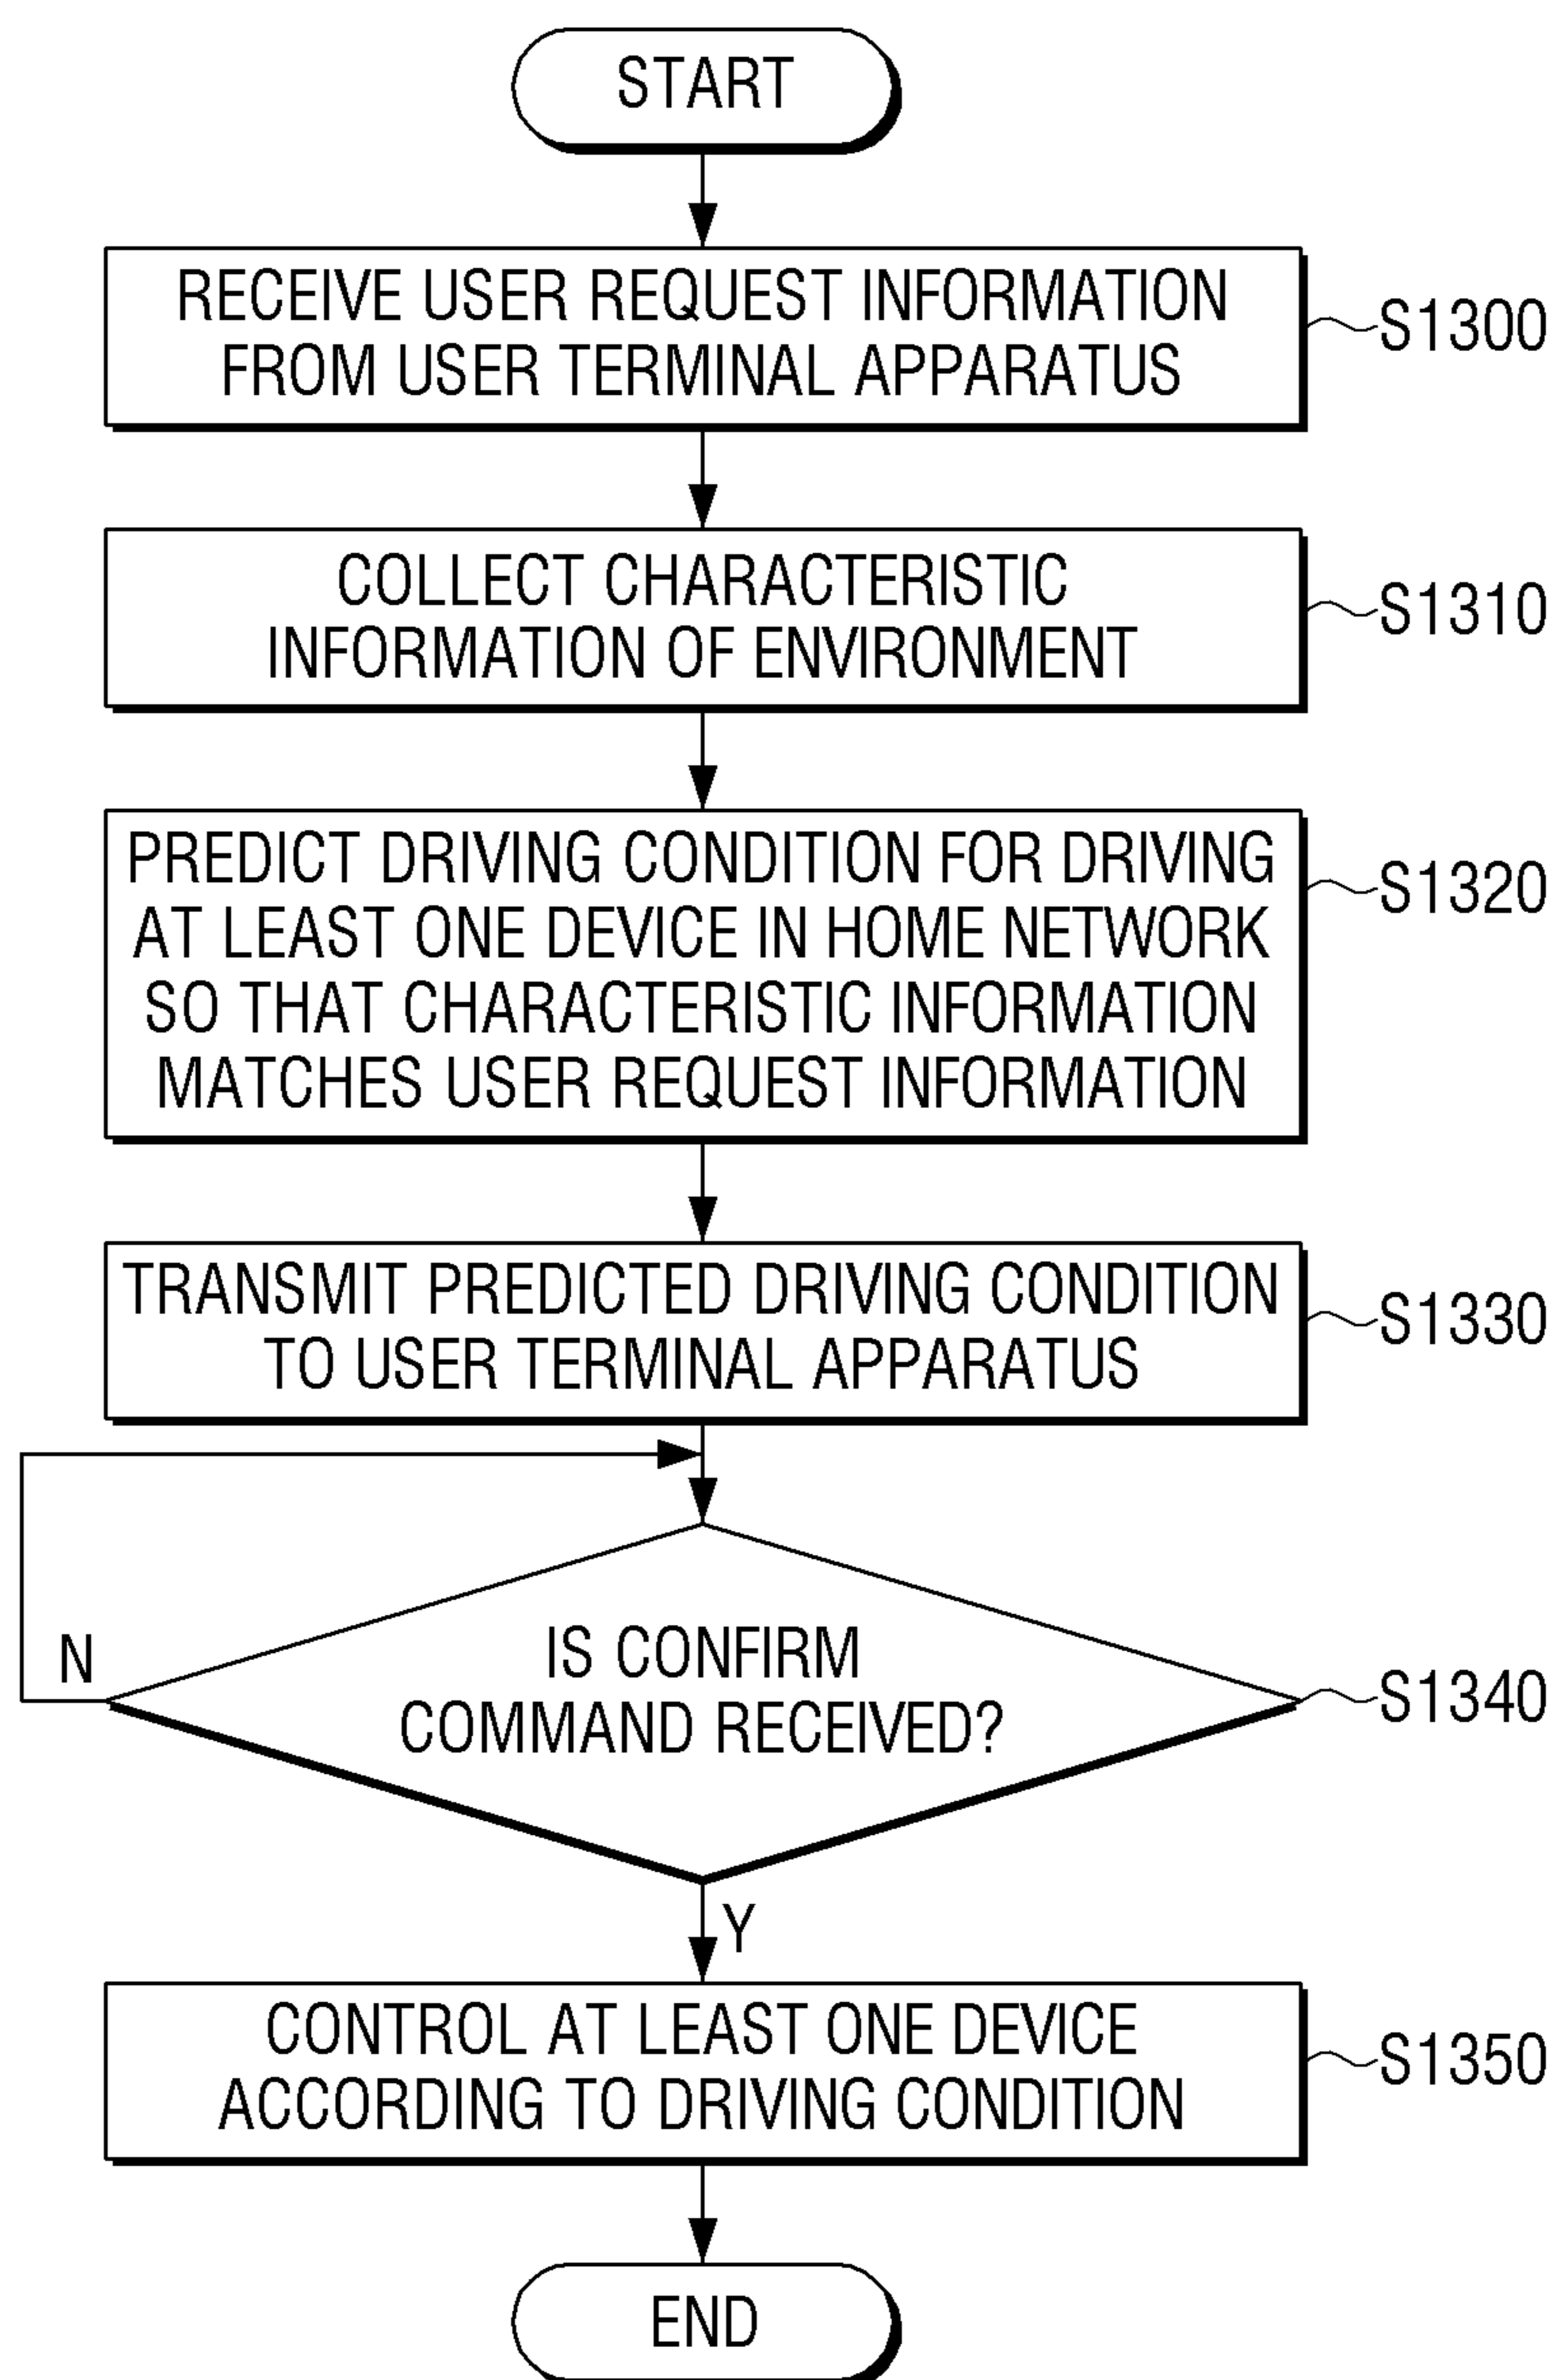 START
RECEIVE USER REQUEST INFORMATION
FROM USER TERMINAL APPARATUS
S1300
COLLECT CHARACTERISTIC
INFORMATION OF ENVIRONMENT
S1310
PREDICT DRIVING CONDITION FOR DRIVING
AT LEAST ONE DEVICE IN HOME NETWORK
SO THAT CHARACTERISTIC INFORMATION
MATCHES USER REQUEST INFORMATION
S1320
TRANSMIT PREDICTED DRIVING CONDITION
TO USER TERMINAL APPARATUS
S1330
IS CONFIRM
COMMAND RECEIVED?
S1340
N
Y
CONTROL AT LEAST ONE DEVICE
ACCORDING TO DRIVING CONDITION
S1350
END